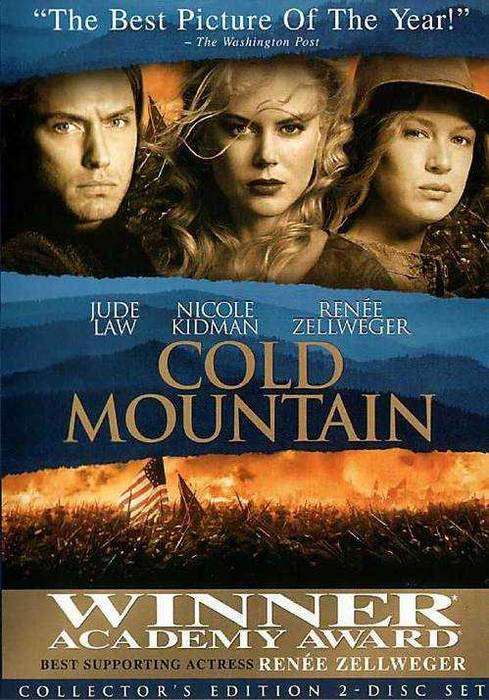 "The Best Picture Of The Year!"
– The Washington Post
JUDE LAW
NICOLE KIDMAN
RENÉE ZELLWEGER
COLD
MOUNTAIN
WINNER*
ACADEMY AWARD®
BEST SUPPORTING ACTRESS RENÉE ZELLWEGER
COLLECTOR'S EDITION 2-DISC SET